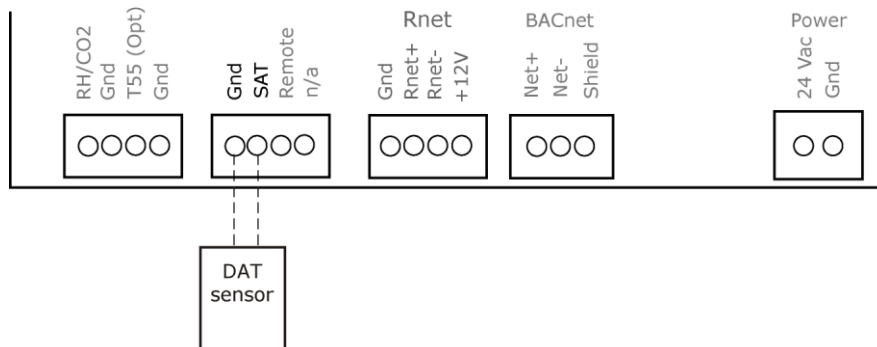 Rnet
BACnet
Power
RH/CO2
Gnd
T55 (Opt)
Gnd
Gnd
SAT
Remote
n/a
Gnd
Rnet+
Rnet-
+12V
Net+
Net-
Shield
24 Vac
Gnd
DAT
sensor